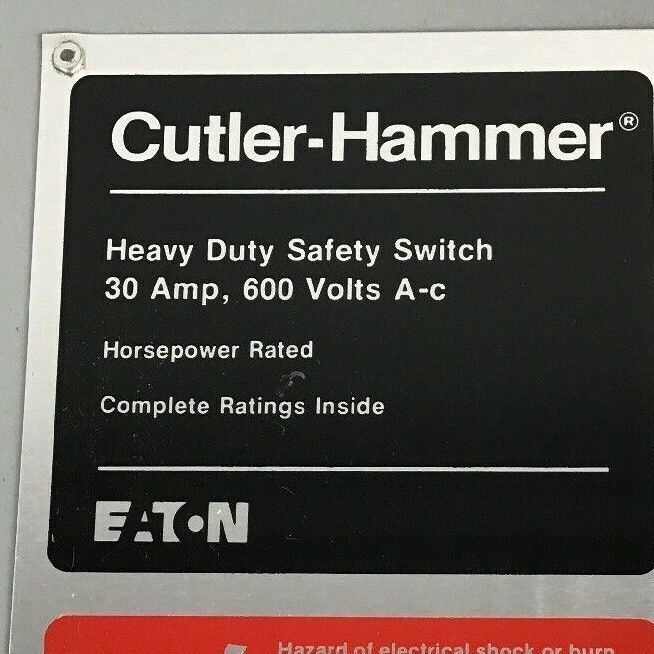 Cutler-Hammer®
Heavy Duty Safety Switch
30 Amp, 600 Volts A-c
Horsepower Rated
Complete Ratings Inside
EATON
Hazard of electrical shock or burn